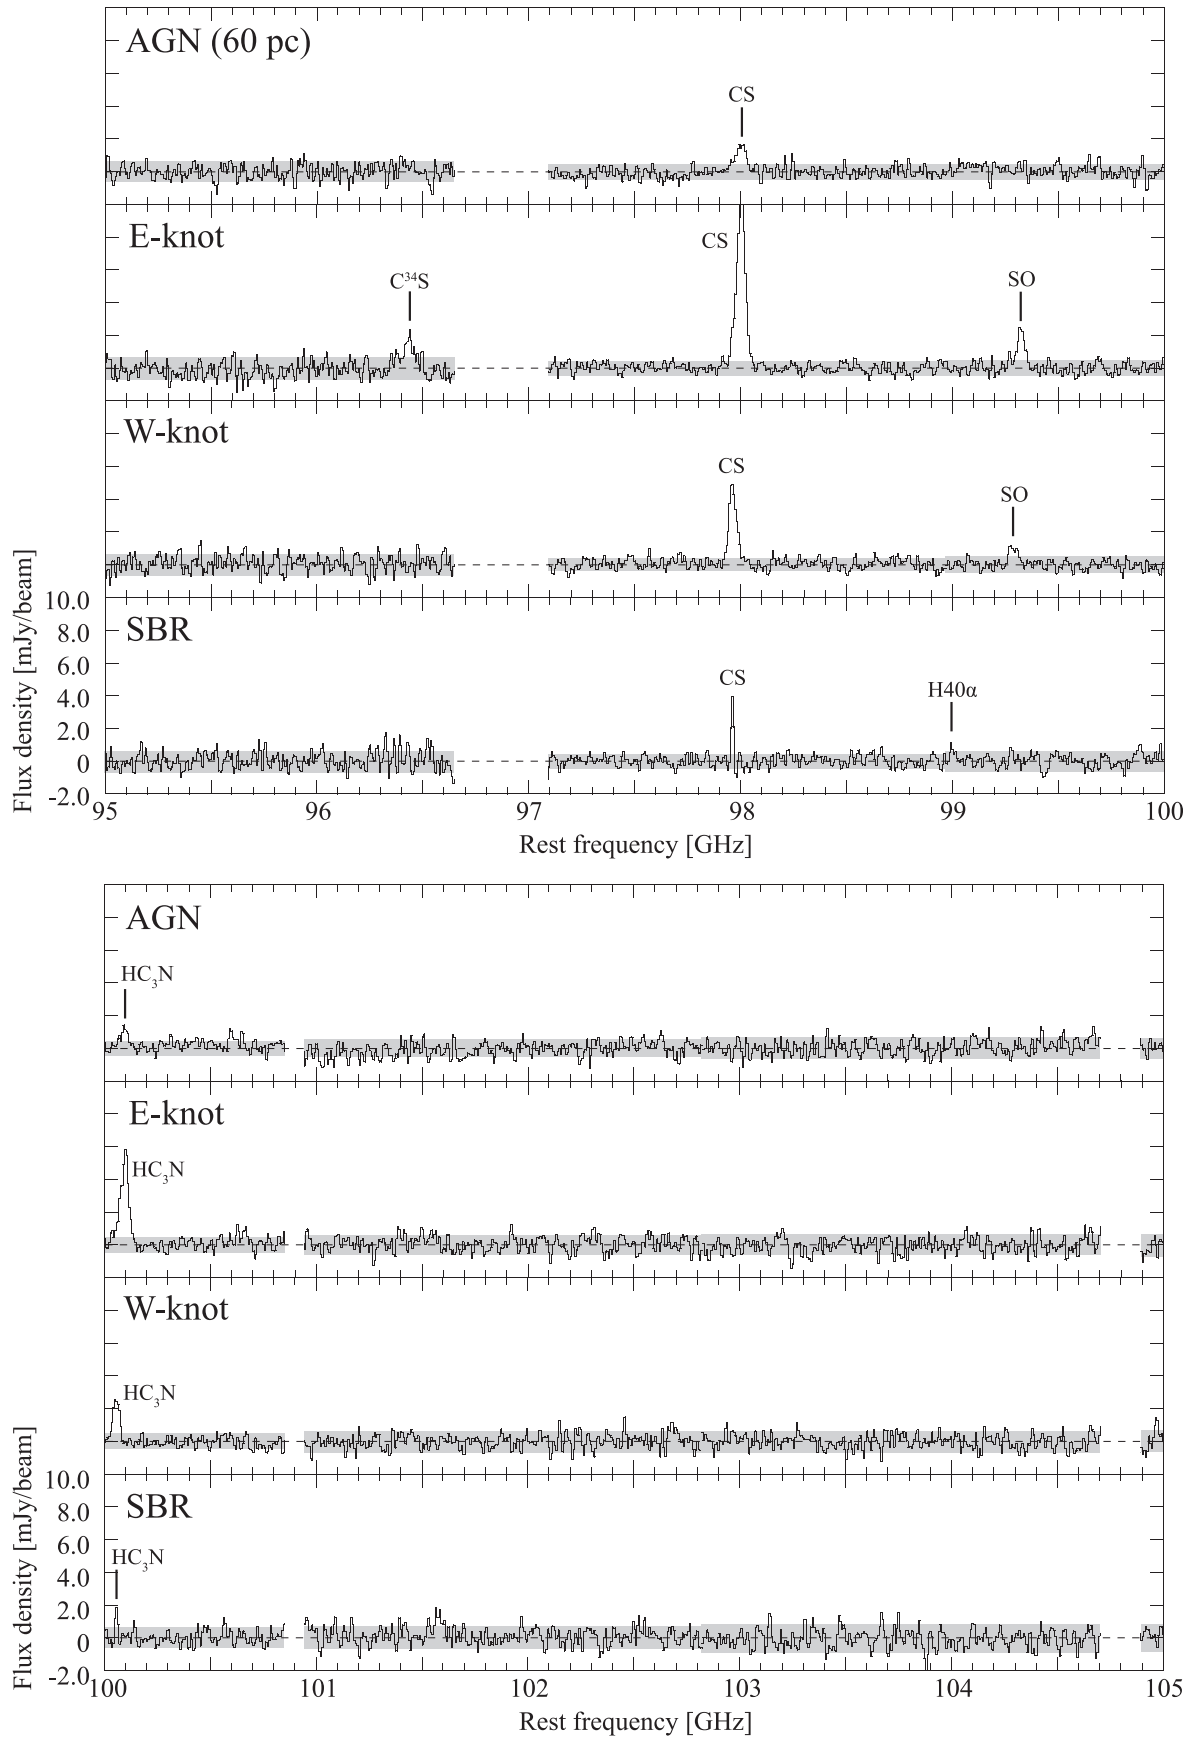 AGN (60 pc)
CS
E-knot
CS
C³⁴S
SO
W-knot
CS
SO
SBR
CS
H40α
Flux density [mJy/beam]
10.0
8.0
6.0
4.0
2.0
0
-2.0
95 96 97 98 99 100
Rest frequency [GHz]
AGN
HC₃N
E-knot
HC₃N
W-knot
HC₃N
SBR
HC₃N
Flux density [mJy/beam]
10.0
8.0
6.0
4.0
2.0
0
-2.0
100 101 102 103 104 105
Rest frequency [GHz]